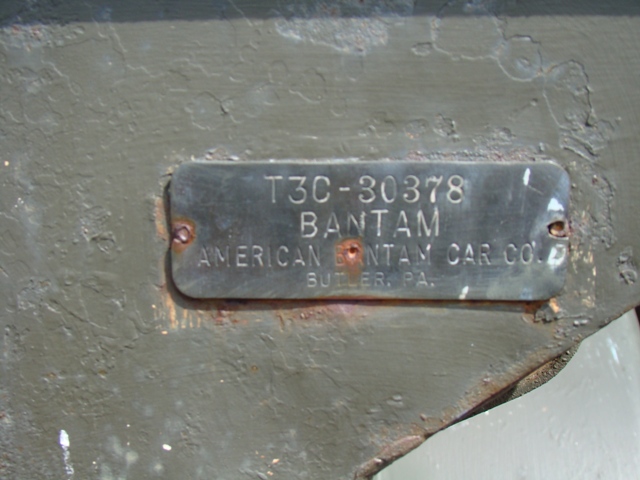 T3C-30378
BANTAM
AMERICAN BANTAM CAR CO.
BUTLER, PA.